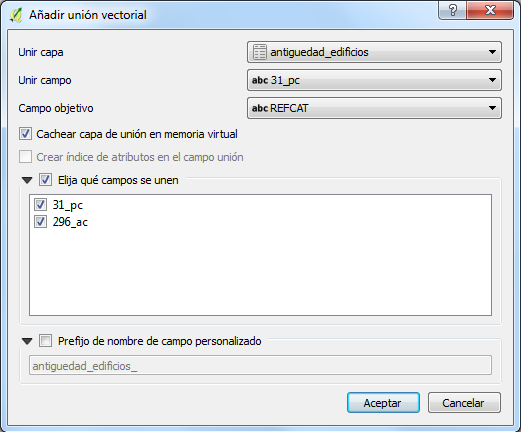 Añadir unión vectorial
Unir capa antiguedad_edificios
Unir campo abc 31_pc
Campo objetivo abc REFCAT
Cachear capa de unión en memoria virtual
Crear índice de atributos en el campo unión
Elija qué campos se unen
31_pc
296_ac
Prefijo de nombre de campo personalizado
antiguedad_edificios_
Aceptar Cancelar